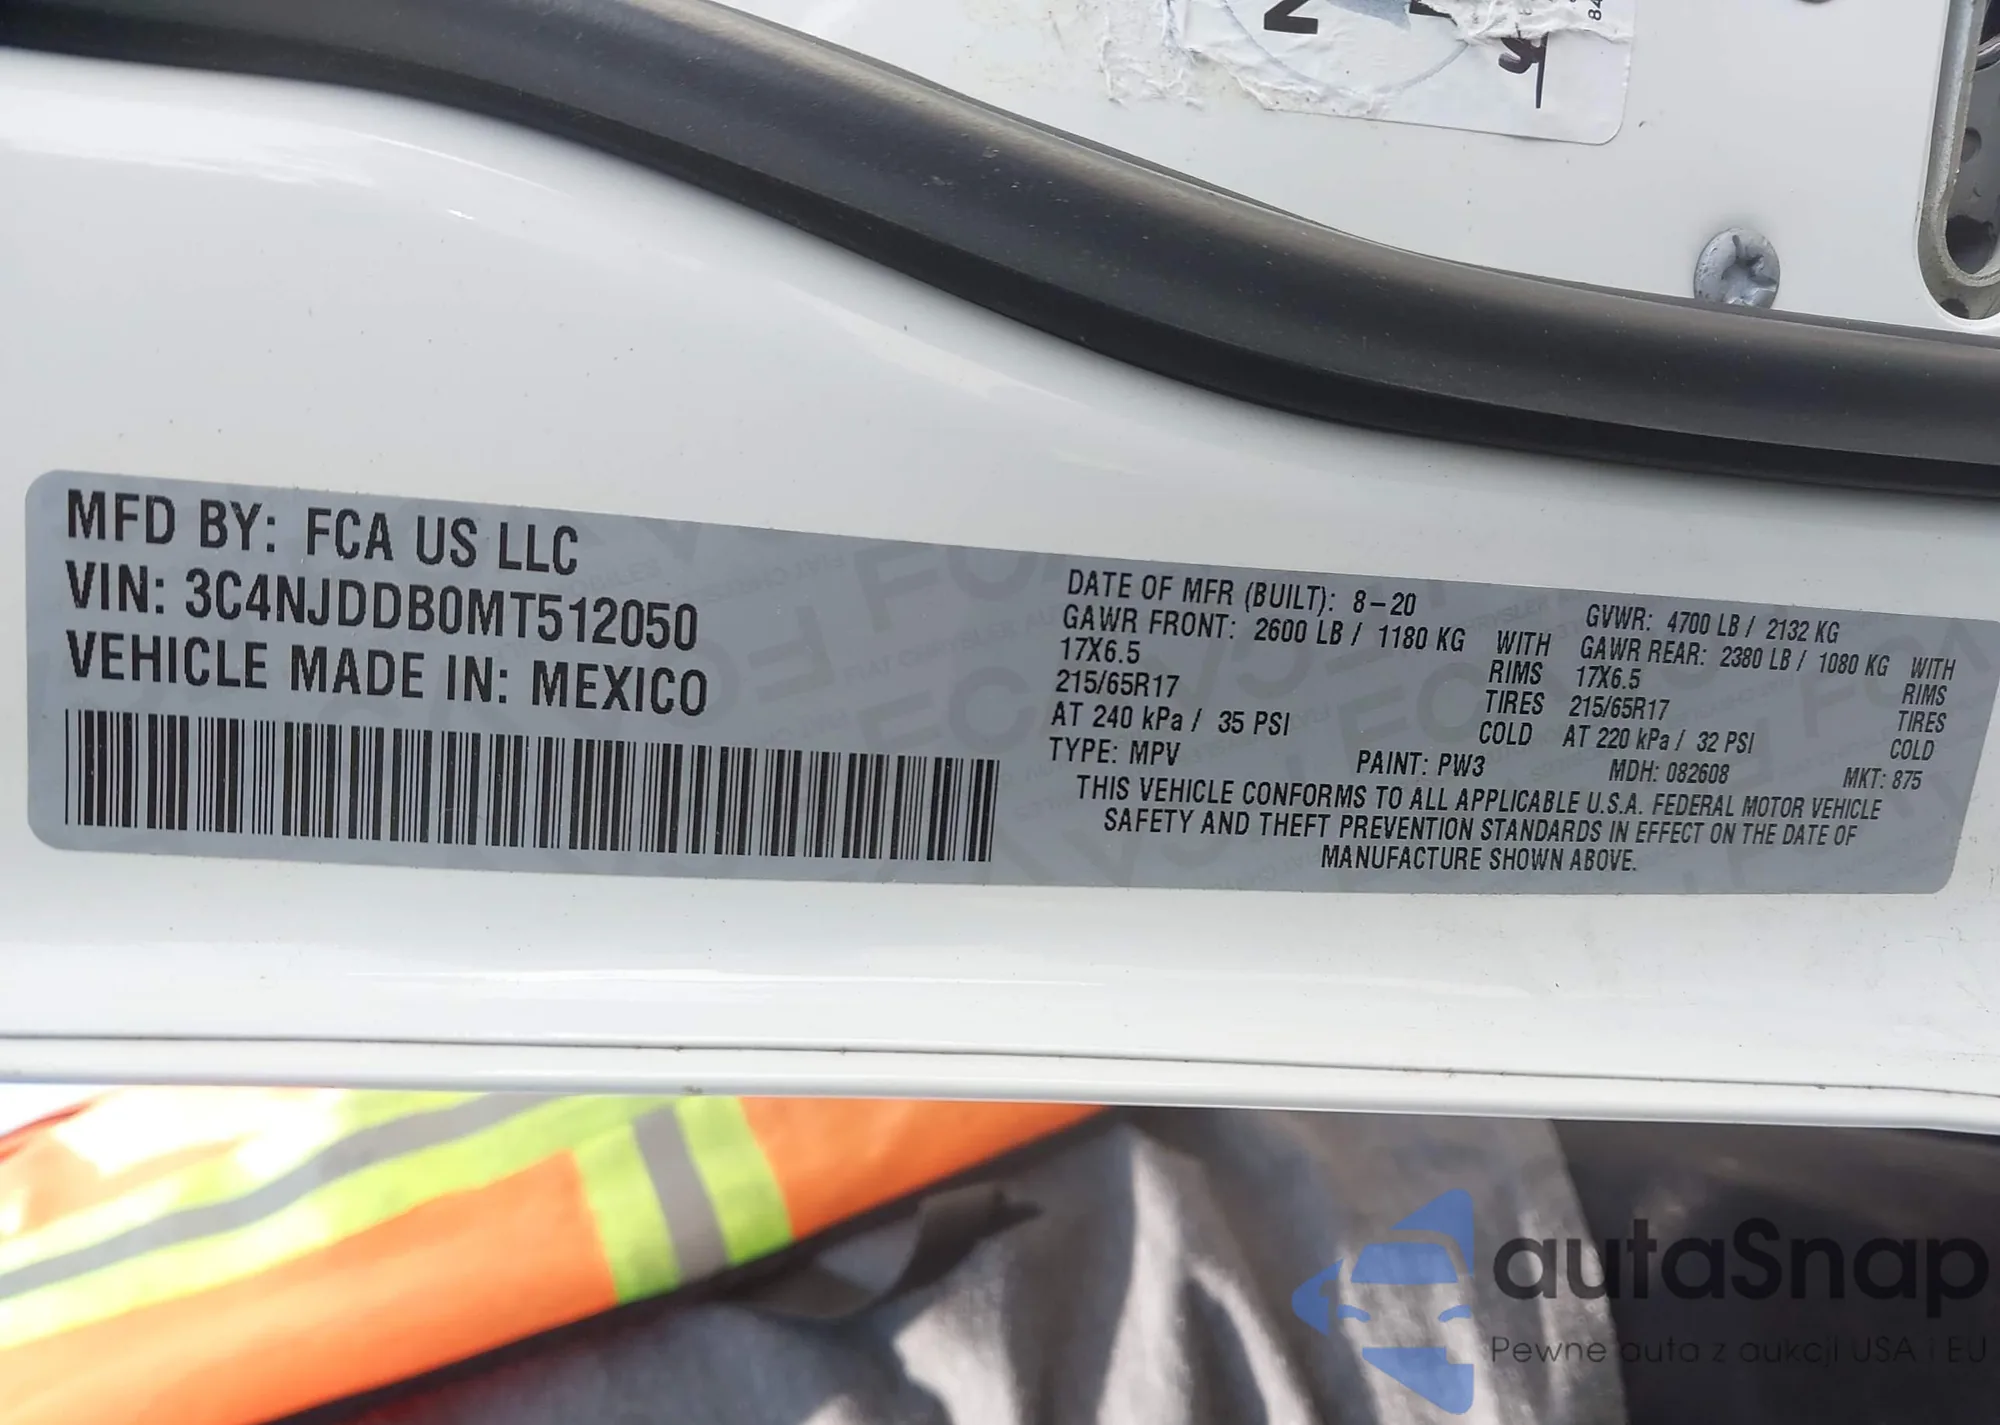 MFD BY: FCA US LLC
VIN: 3C4NJDDB0MT512050
VEHICLE MADE IN: MEXICO
DATE OF MFR (BUILT): 8-20 GVWR: 4700 LB / 2132 KG
GAWR FRONT: 2600 LB / 1180 KG WITH GAWR REAR: 2380 LB / 1080 KG WITH
17X6.5 RIMS 17X6.5 RIMS
215/65R17 TIRES 215/65R17 TIRES
AT 240 kPa / 35 PSI COLD AT 220 kPa / 32 PSI COLD
TYPE: MPV PAINT: PW3 MDH: 082608 MKT: 875
THIS VEHICLE CONFORMS TO ALL APPLICABLE U.S.A. FEDERAL MOTOR VEHICLE
SAFETY AND THEFT PREVENTION STANDARDS IN EFFECT ON THE DATE OF
MANUFACTURE SHOWN ABOVE.
autaSnap
Pewne auta z aukcji USA i EU